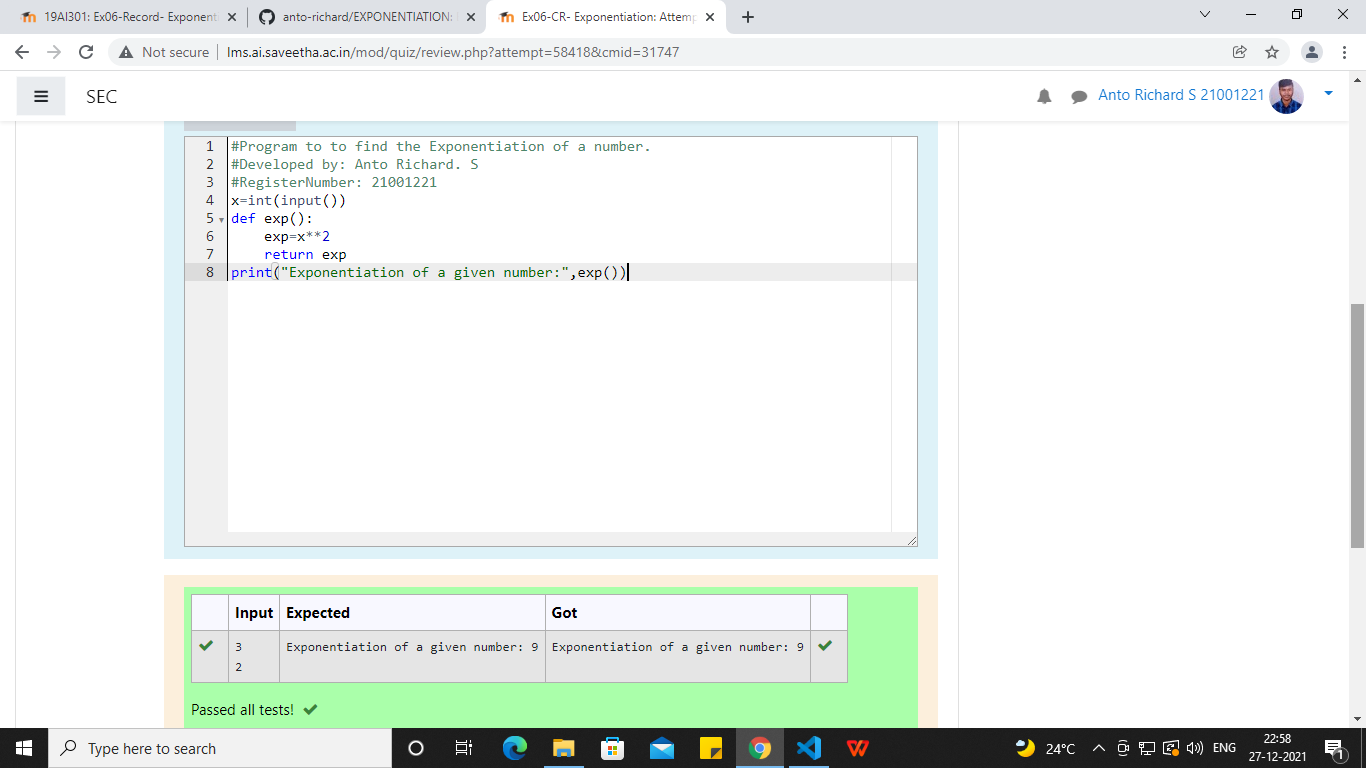 19AI301: Ex06-Record- Exponent
anto-richard/EXPONENTIATION:
Ex06-CR- Exponentiation: Attem
Not secure
lms.ai.saveetha.ac.in/mod/quiz/review.php?attempt=58418&cmid=31747
SEC
Anto Richard S 21001221
1 #Program to to find the Exponentiation of a number.
2 #Developed by: Anto Richard. S
3 #RegisterNumber: 21001221
4 x=int(input())
5 def exp():
6     exp=x**2
7     return exp
8 print("Exponentiation of a given number:",exp())
Input Expected Got
3 Exponentiation of a given number: 9 Exponentiation of a given number: 9
2
Passed all tests!
Type here to search
24°C
ENG
22:58
27-12-2021
1